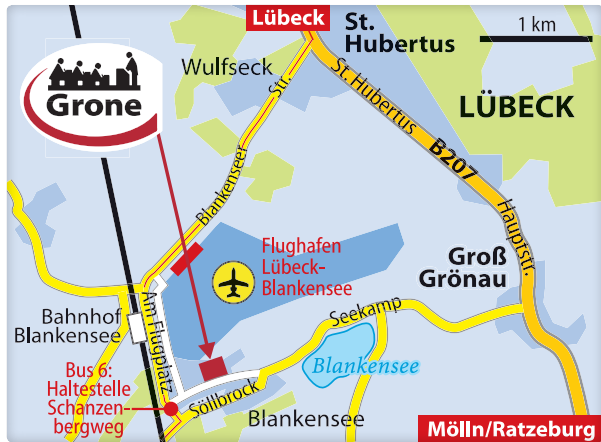 Lübeck
St.
Hubertus
1 km
Grone
Wulfseck
LÜBECK
St. Hubertus
B207
Hauptstr.
Blankenseer Str.
Flughafen
Lübeck-
Blankensee
Groß
Grönau
Bahnhof
Blankensee
Am Flugplatz
Seekamp
Blankensee
Bus 6:
Haltestelle
Schanzen-
bergweg
Söllbrock
Blankensee
Mölln/Ratzeburg